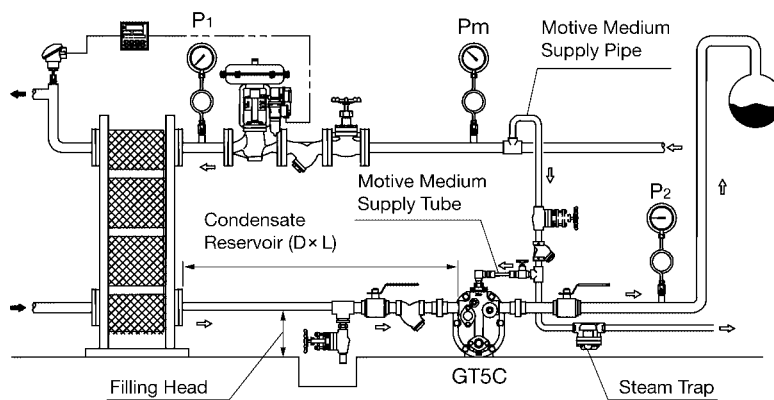 P1
Pm
Motive Medium
Supply Pipe
Motive Medium
Supply Tube
P2
Condensate
Reservoir (D× L)
Filling Head
GT5C
Steam Trap